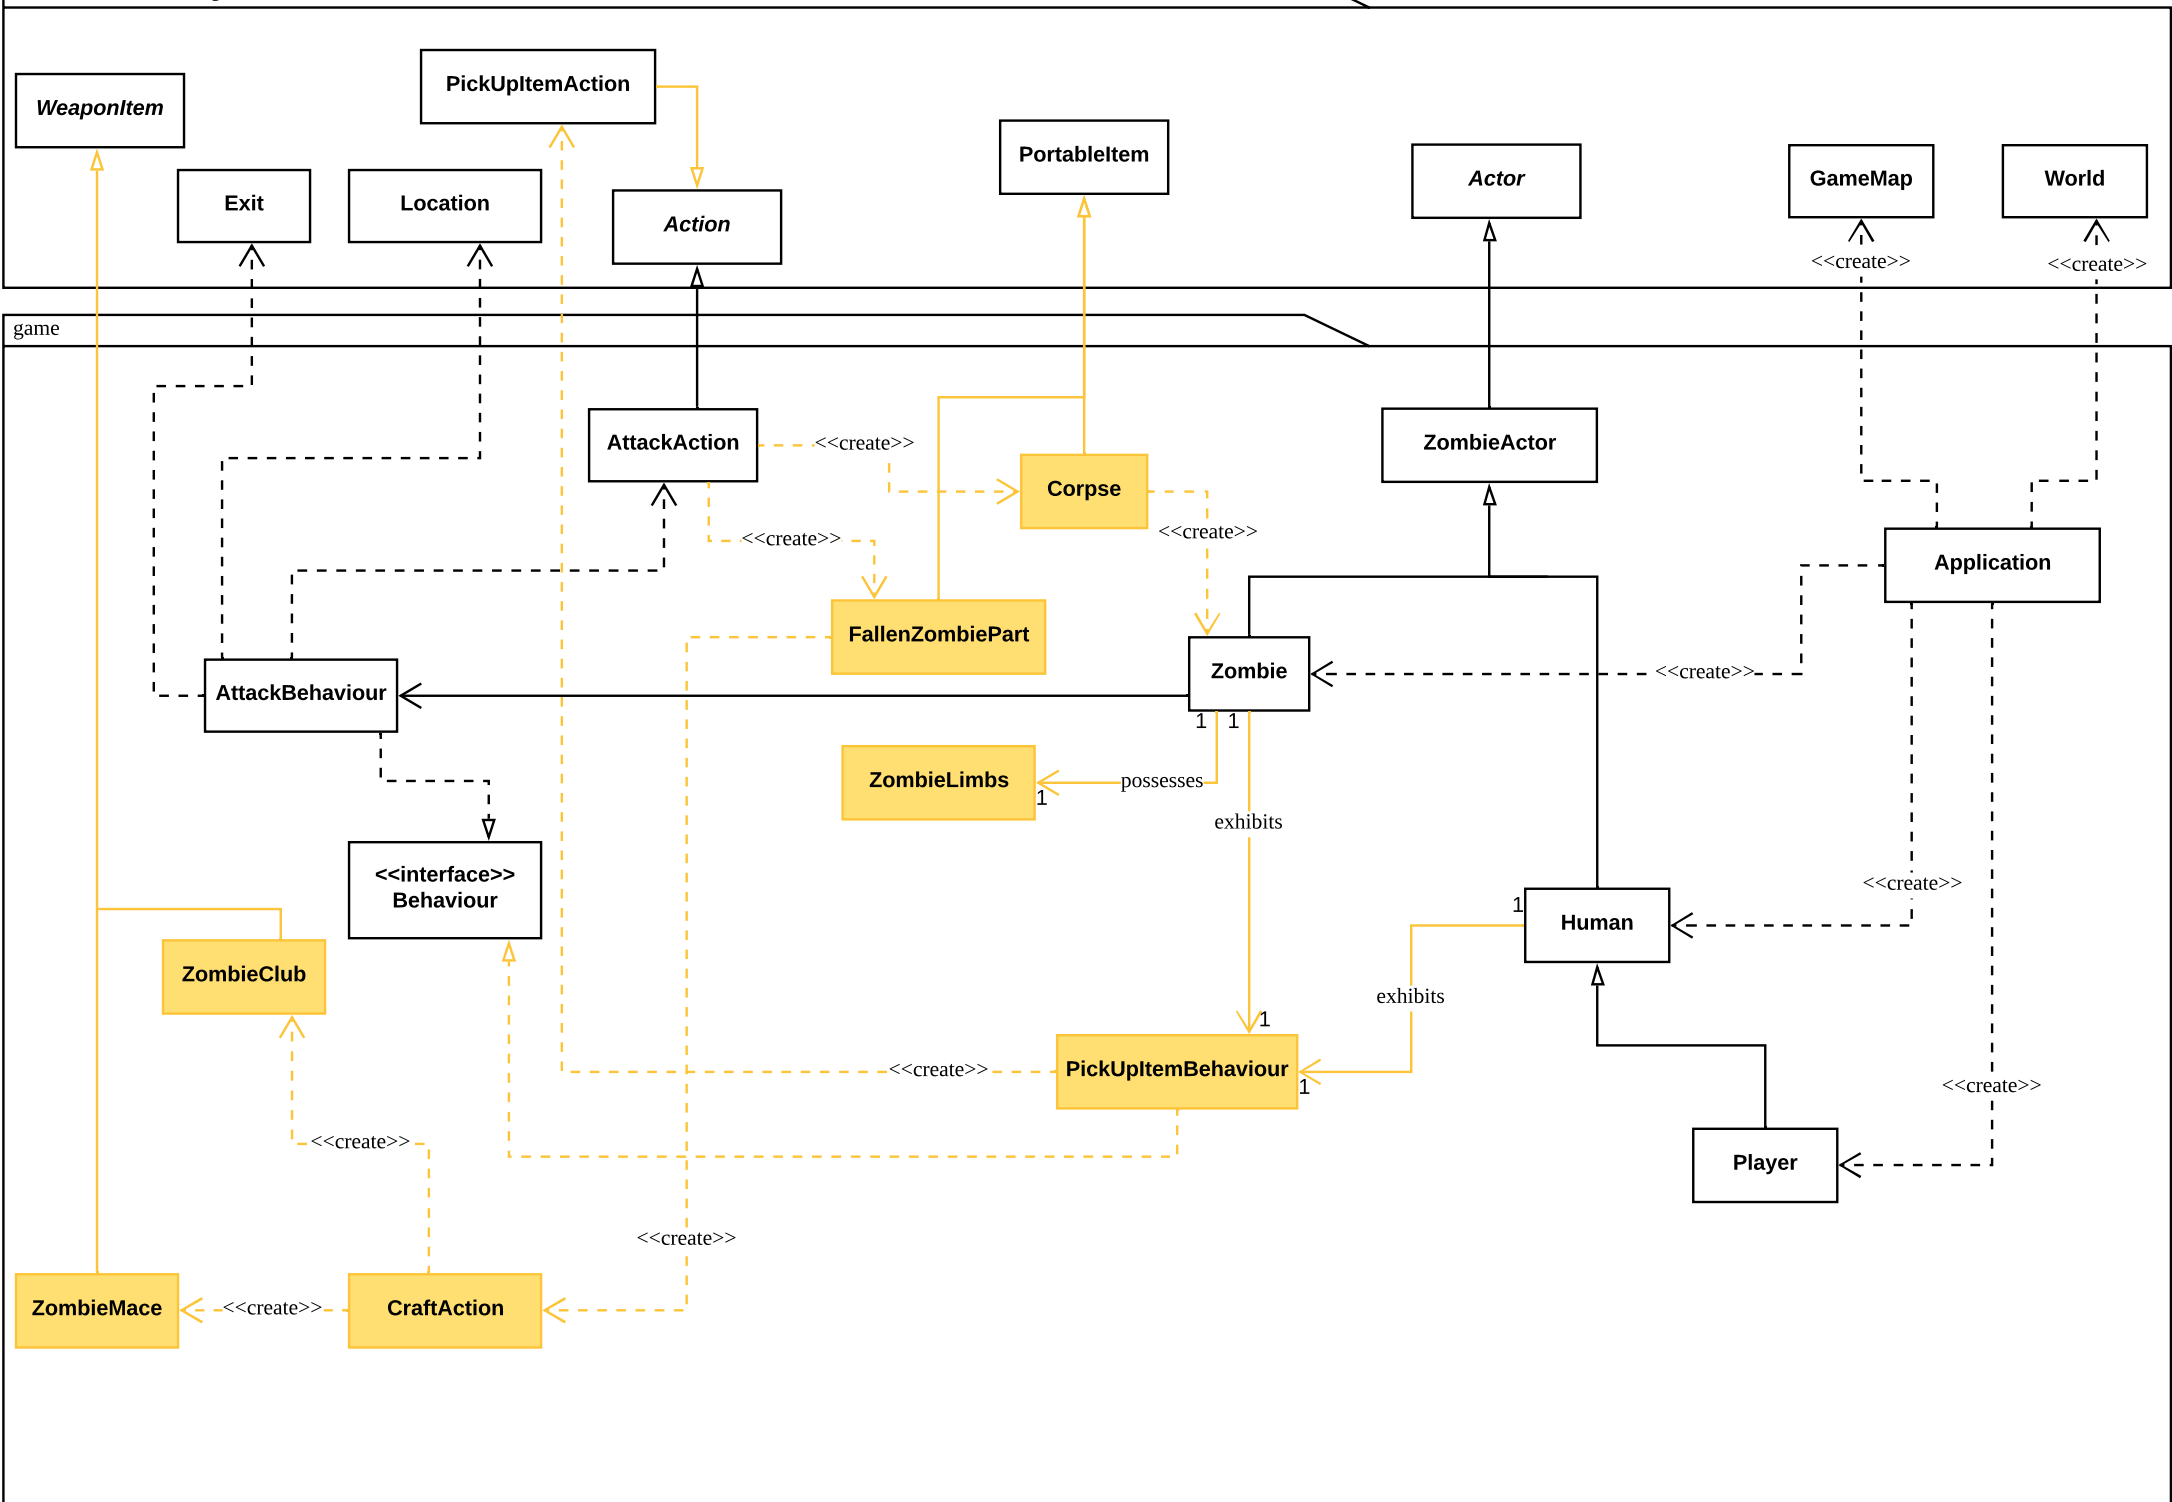 PickUpItemAction
WeaponItem
PortableItem
Actor
GameMap
World
Exit
Location
Action
<<create>>
<<create>>
game
AttackAction
<<create>>
ZombieActor
Corpse
<<create>>
<<create>>
Application
FallenZombiePart
Zombie
<<create>>
AttackBehaviour
1
1
ZombieLimbs
possesses
1
exhibits
<<interface>>
Behaviour
<<create>>
1
Human
ZombieClub
exhibits
1
PickUpItemBehaviour
<<create>>
1
<<create>>
<<create>>
Player
<<create>>
ZombieMace
<<create>>
CraftAction